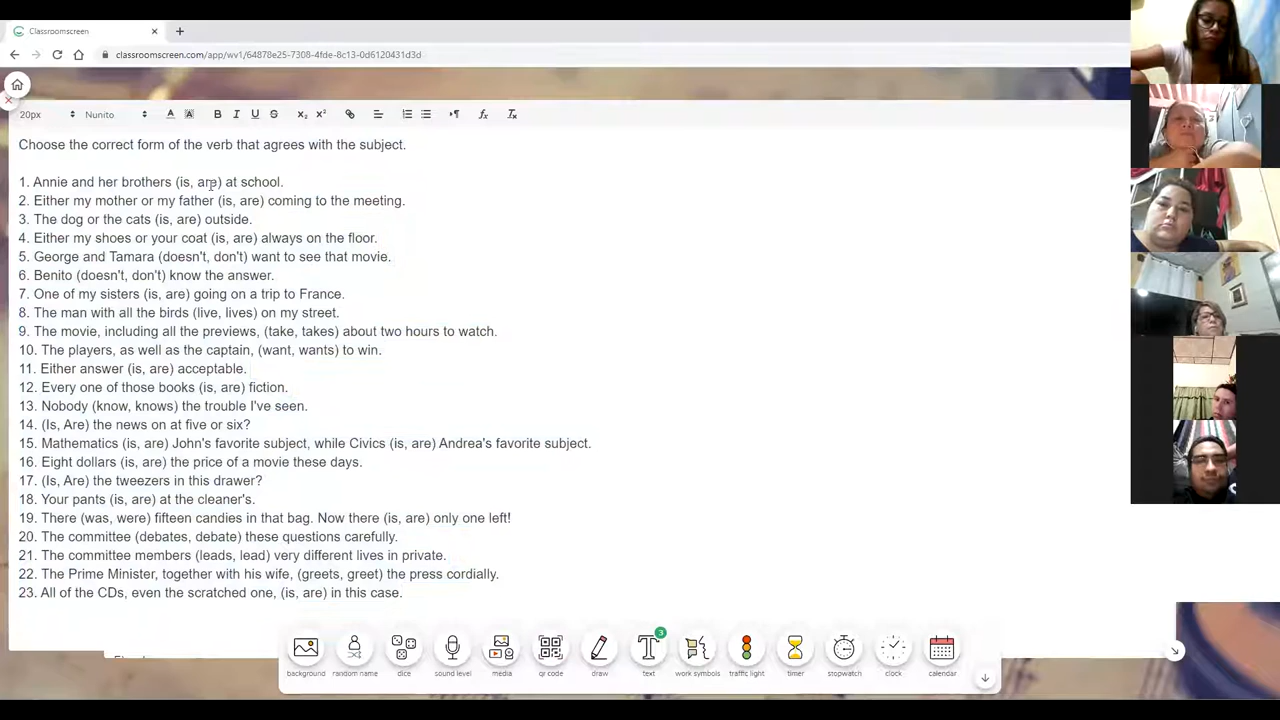 Classroomscreen
classroomscreen.com/app/wv1/64878e25-7308-4fde-8c13-0d6120431d3d
20px Nunito
Choose the correct form of the verb that agrees with the subject.
1. Annie and her brothers (is, are) at school.
2. Either my mother or my father (is, are) coming to the meeting.
3. The dog or the cats (is, are) outside.
4. Either my shoes or your coat (is, are) always on the floor.
5. George and Tamara (doesn't, don't) want to see that movie.
6. Benito (doesn't, don't) know the answer.
7. One of my sisters (is, are) going on a trip to France.
8. The man with all the birds (live, lives) on my street.
9. The movie, including all the previews, (take, takes) about two hours to watch.
10. The players, as well as the captain, (want, wants) to win.
11. Either answer (is, are) acceptable.
12. Every one of those books (is, are) fiction.
13. Nobody (know, knows) the trouble I've seen.
14. (Is, Are) the news on at five or six?
15. Mathematics (is, are) John's favorite subject, while Civics (is, are) Andrea's favorite subject.
16. Eight dollars (is, are) the price of a movie these days.
17. (Is, Are) the tweezers in this drawer?
18. Your pants (is, are) at the cleaner's.
19. There (was, were) fifteen candies in that bag. Now there (is, are) only one left!
20. The committee (debates, debate) these questions carefully.
21. The committee members (leads, lead) very different lives in private.
22. The Prime Minister, together with his wife, (greets, greet) the press cordially.
23. All of the CDs, even the scratched one, (is, are) in this case.
3
background random name dice sound level media qr code draw text work symbols traffic light timer stopwatch clock calendar